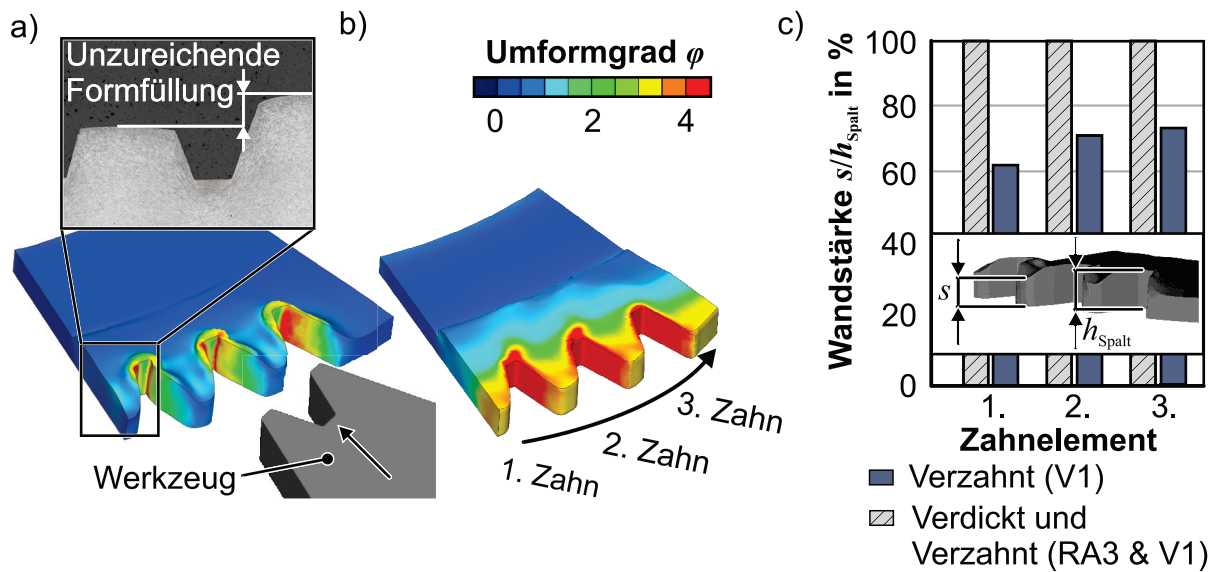 a)
Unzureichende
Formfüllung
Werkzeug
b)
Umformgrad φ
0 2 4
1. Zahn
2. Zahn
3. Zahn
c)
Wandstärke s/hSpalt in %
100
80
60
40
20
0
s
hSpalt
1. 2. 3.
Zahnelement
Verzahnt (V1)
Verdickt und
Verzahnt (RA3 & V1)